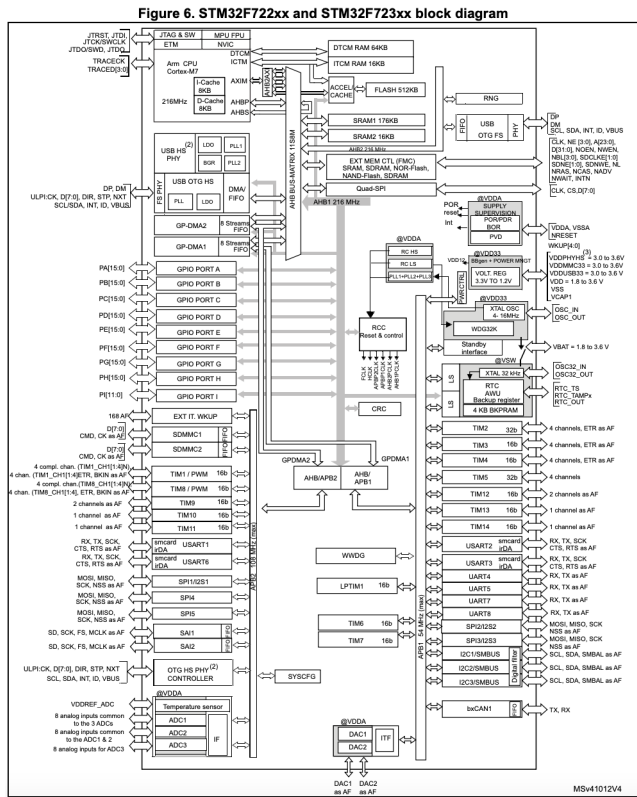 Figure 6. STM32F722xx and STM32F723xx block diagram
JTRST, JTDI,
JTCK/SWCLK
JTDO/SWD, JTDO
TRACECK
TRACED[3:0]
JTAG & SW
MPU FPU
ETM
NVIC
DTCM
ICTM
Arm CPU
Cortex-M7
AXIM
I-Cache
8KB
216MHz
D-Cache
8KB
AHBP
AHBS
AHB2AXI
DTCM RAM 64KB
ITCM RAM 16KB
ACCEL/
CACHE
FLASH 512KB
SRAM1 176KB
SRAM2 16KB
AHB2 216 MHz
EXT MEM CTL (FMC)
SRAM, SDRAM, NOR-Flash,
NAND-Flash, SDRAM
Quad-SPI
AHB BUS-MATRIX 11S8M
AHB1 216 MHz
RNG
FIFO
USB
OTG FS
PHY
DP
DM
SCL, SDA, INT, ID, VBUS
CLK, NE [3:0], A[23:0],
D[31:0], NOEN, NWEN,
NBL[3:0], SDCLKE[1:0]
SDNE[1:0], SDNWE, NL
NRAS, NCAS, NADV
NWAIT, INTN
CLK, CS,D[7:0]
USB HS (2)
PHY
LDO
PLL1
BGR
PLL2
DP, DM
ULPI:CK, D[7:0], DIR, STP, NXT
SCL/SDA, INT, ID, VBUS
FS PHY
USB OTG HS
PLL
LDO
DMA/
FIFO
GP-DMA2
8 Streams
FIFO
GP-DMA1
8 Streams
FIFO
@VDDA
POR
reset
Int
SUPPLY
SUPERVISION
POR/PDR
BOR
PVD
VDDA, VSSA
NRESET
WKUP[4:0]
@VDDA
RC HS
RC LS
PLL1+PLL2+PLL3
@VDD33
VDD12
BBgen + POWER MNGT
VOLT. REG
3.3V TO 1.2V
PWRCTRL
(3)
VDDPHYHS = 3.0 to 3.6V
VDDMMC33 = 3.0 to 3.6V
VDDUSB33 = 3.0 to 3.6V
VDD = 1.8 to 3.6V
VSS
VCAP1
@VDD33
XTAL OSC
4- 16MHz
WDG32K
OSC_IN
OSC_OUT
Standby
interface
VBAT = 1.8 to 3.6V
@VSW
LS
LS
XTAL 32 kHz
RTC
AWU
Backup register
4 KB BKPRAM
OSC32_IN
OSC32_OUT
RTC_TS
RTC_TAMPx
RTC_OUT
RCC
Reset & control
FCLK
HCLK
APBP2CLK
APBP1CLK
AHB2PCLK
AHB1PCLK
CRC
PA[15:0]
GPIO PORT A
PB[15:0]
GPIO PORT B
PC[15:0]
GPIO PORT C
PD[15:0]
GPIO PORT D
PE[15:0]
GPIO PORT E
PF[15:0]
GPIO PORT F
PG[15:0]
GPIO PORT G
PH[15:0]
GPIO PORT H
PI[11:0]
GPIO PORT I
GPDMA2
GPDMA1
AHB/APB2
AHB/
APB1
168 AF
EXT IT. WKUP
D[7:0]
CMD, CK as AF
SDMMC1
FIFO
D[7:0]
CMD, CK as AF
SDMMC2
FIFO
4 compl. chan. (TIM1_CH1[1:4]N)
4 chan. (TIM1_CH1[1:4]ETR, BKIN as AF
TIM1 / PWM 16b
4 compl. chan.(TIM8_CH1[1:4]N)
4 chan. (TIM8_CH1[1:4], ETR, BKIN as AF
TIM8 / PWM 16b
2 channels as AF
TIM9 16b
1 channel as AF
TIM10 16b
1 channel as AF
TIM11 16b
RX, TX, SCK,
CTS, RTS as AF
smcard
irDA
USART1
RX, TX, SCK,
CTS, RTS as AF
smcard
irDA
USART6
MOSI, MISO,
SCK, NSS as AF
SPI1/I2S1
MOSI, MISO,
SCK, NSS as AF
SPI4
MOSI, MISO,
SCK, NSS as AF
SPI5
SD, SCK, FS, MCLK as AF
SAI1
FIFO
SD, SCK, FS, MCLK as AF
SAI2
FIFO
ULPI:CK, D[7:0], DIR, STP, NXT
SCL, SDA, INT, ID, VBUS
OTG HS PHY (2)
CONTROLLER
APB2 108 MHz (max)
SYSCFG
@VDDA
VDDREF_ADC
Temperature sensor
8 analog inputs common
to the 3 ADCs
ADC1
8 analog inputs common
to the ADC1 & 2
ADC2
8 analog inputs for ADC3
ADC3
IF
WWDG
LPTIM1 16b
TIM6 16b
TIM7 16b
@VDDA
DAC1
DAC2
ITF
DAC1
as AF
DAC2
as AF
APB1 54 MHz (max)
TIM2 32b
4 channels, ETR as AF
TIM3 16b
4 channels, ETR as AF
TIM4 16b
4 channels, ETR as AF
TIM5 32b
4 channels
TIM12 16b
2 channels as AF
TIM13 16b
1 channel as AF
TIM14 16b
1 channel as AF
USART2
smcard
irDA
RX, TX, SCK
CTS, RTS as AF
USART3
smcard
irDA
RX, TX, SCK
CTS, RTS as AF
UART4
RX, TX as AF
UART5
RX, TX as AF
UART7
RX, TX as AF
UART8
RX, TX as AF
SPI2/I2S2
MOSI, MISO, SCK
NSS as AF
SPI3/I2S3
MOSI, MISO, SCK
NSS as AF
I2C1/SMBUS
SCL, SDA, SMBAL as AF
I2C2/SMBUS
SCL, SDA, SMBAL as AF
I2C3/SMBUS
SCL, SDA, SMBAL as AF
Digital filter
bxCAN1
FIFO
TX, RX
MSv41012V4